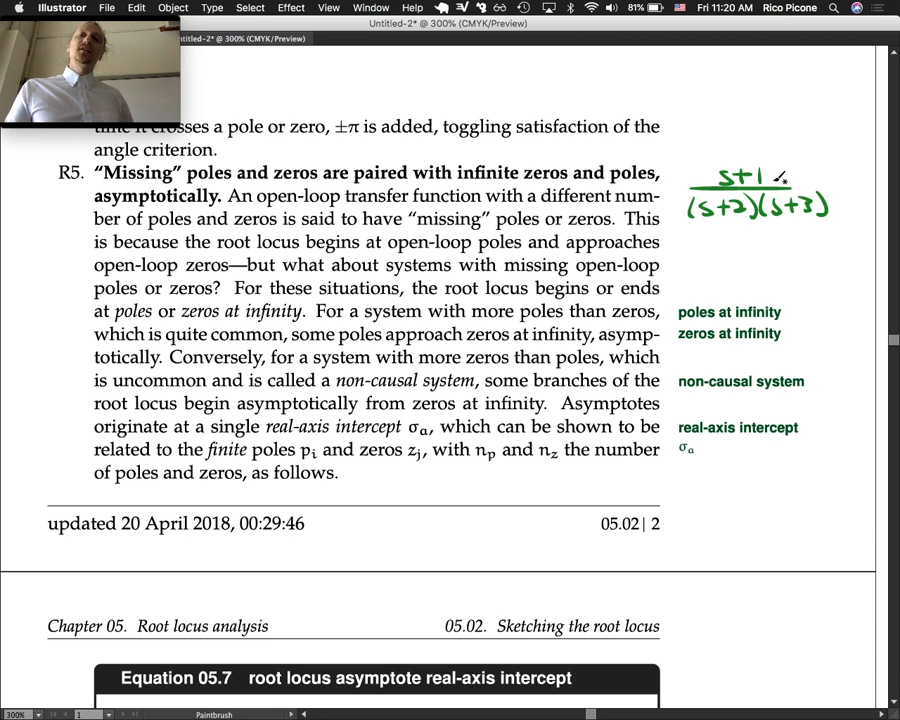 Illustrator File Edit Object Type Select Effect View Window Help 81% Fri 11:20 AM Rico Picone
Untitled-2* @ 300% (CMYK/Preview)
ntitled-2* @ 300% (CMYK/Preview)
time it crosses a pole or zero, ±π is added, toggling satisfaction of the
angle criterion.
R5. “Missing” poles and zeros are paired with infinite zeros and poles,
asymptotically. An open-loop transfer function with a different num-
ber of poles and zeros is said to have “missing” poles or zeros. This
is because the root locus begins at open-loop poles and approaches
open-loop zeros—but what about systems with missing open-loop
poles or zeros? For these situations, the root locus begins or ends
at poles or zeros at infinity. For a system with more poles than zeros,
which is quite common, some poles approach zeros at infinity, asymp-
totically. Conversely, for a system with more zeros than poles, which
is uncommon and is called a non-causal system, some branches of the
root locus begin asymptotically from zeros at infinity. Asymptotes
originate at a single real-axis intercept σₐ, which can be shown to be
related to the finite poles pᵢ and zeros zⱼ, with nₚ and n_z the number
of poles and zeros, as follows.
s+1
(s+2)(s+3)
poles at infinity
zeros at infinity
non-causal system
real-axis intercept
σₐ
updated 20 April 2018, 00:29:46 05.02| 2
Chapter 05. Root locus analysis 05.02. Sketching the root locus
Equation 05.7 root locus asymptote real-axis intercept
300% 1 Paintbrush